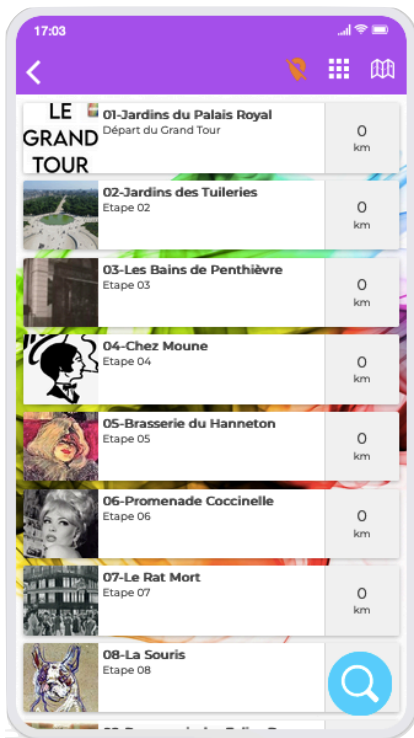 17:03
LE
GRAND
TOUR
01-Jardins du Palais Royal
Départ du Grand Tour
0
km
02-Jardins des Tuileries
Etape 02
0
km
03-Les Bains de Penthièvre
Etape 03
0
km
04-Chez Moune
Etape 04
0
km
05-Brasserie du Hanneton
Etape 05
0
km
06-Promenade Coccinelle
Etape 06
0
km
07-Le Rat Mort
Etape 07
0
km
08-La Souris
Etape 08